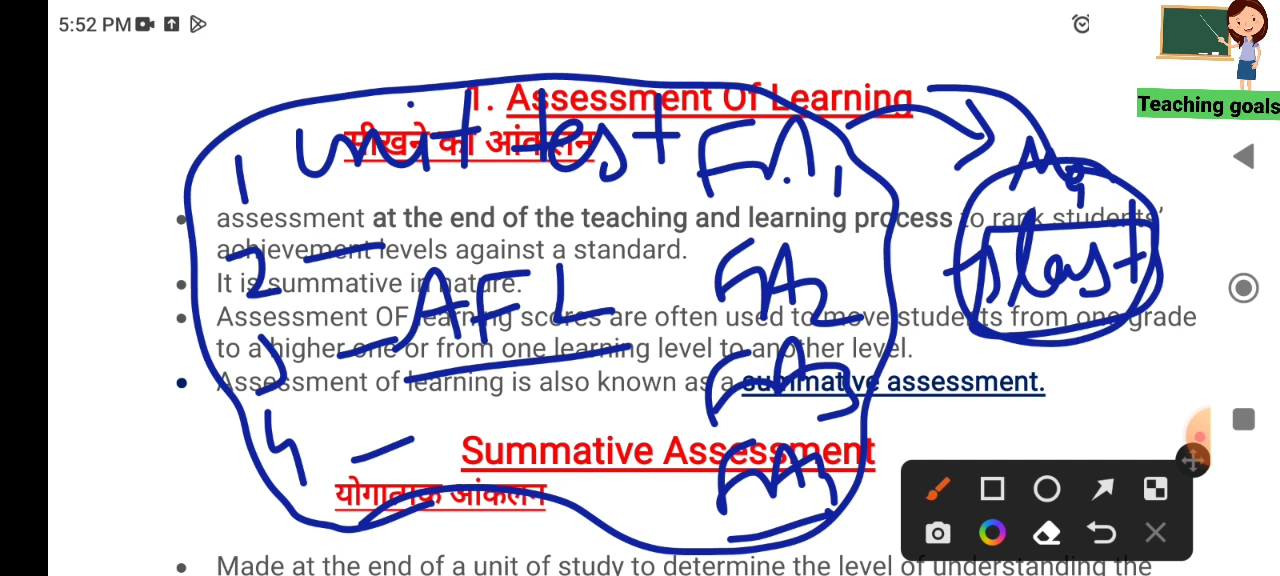 5:52 PM
Teaching goals
1. Assessment Of Learning
सीखने का आंकलन
1 unit test FA1
assessment at the end of the teaching and learning process to rank students'
achievement levels against a standard.
2
FA2
last
It is summative in nature.
AFL
Assessment OF learning scores are often used to move students from one grade
to a higher one or from one learning level to another level.
3
FA3
Assessment of learning is also known as a summative assessment.
4
FA4
Summative Assessment
योगात्मक आंकलन
Made at the end of a unit of study to determine the level of understanding the